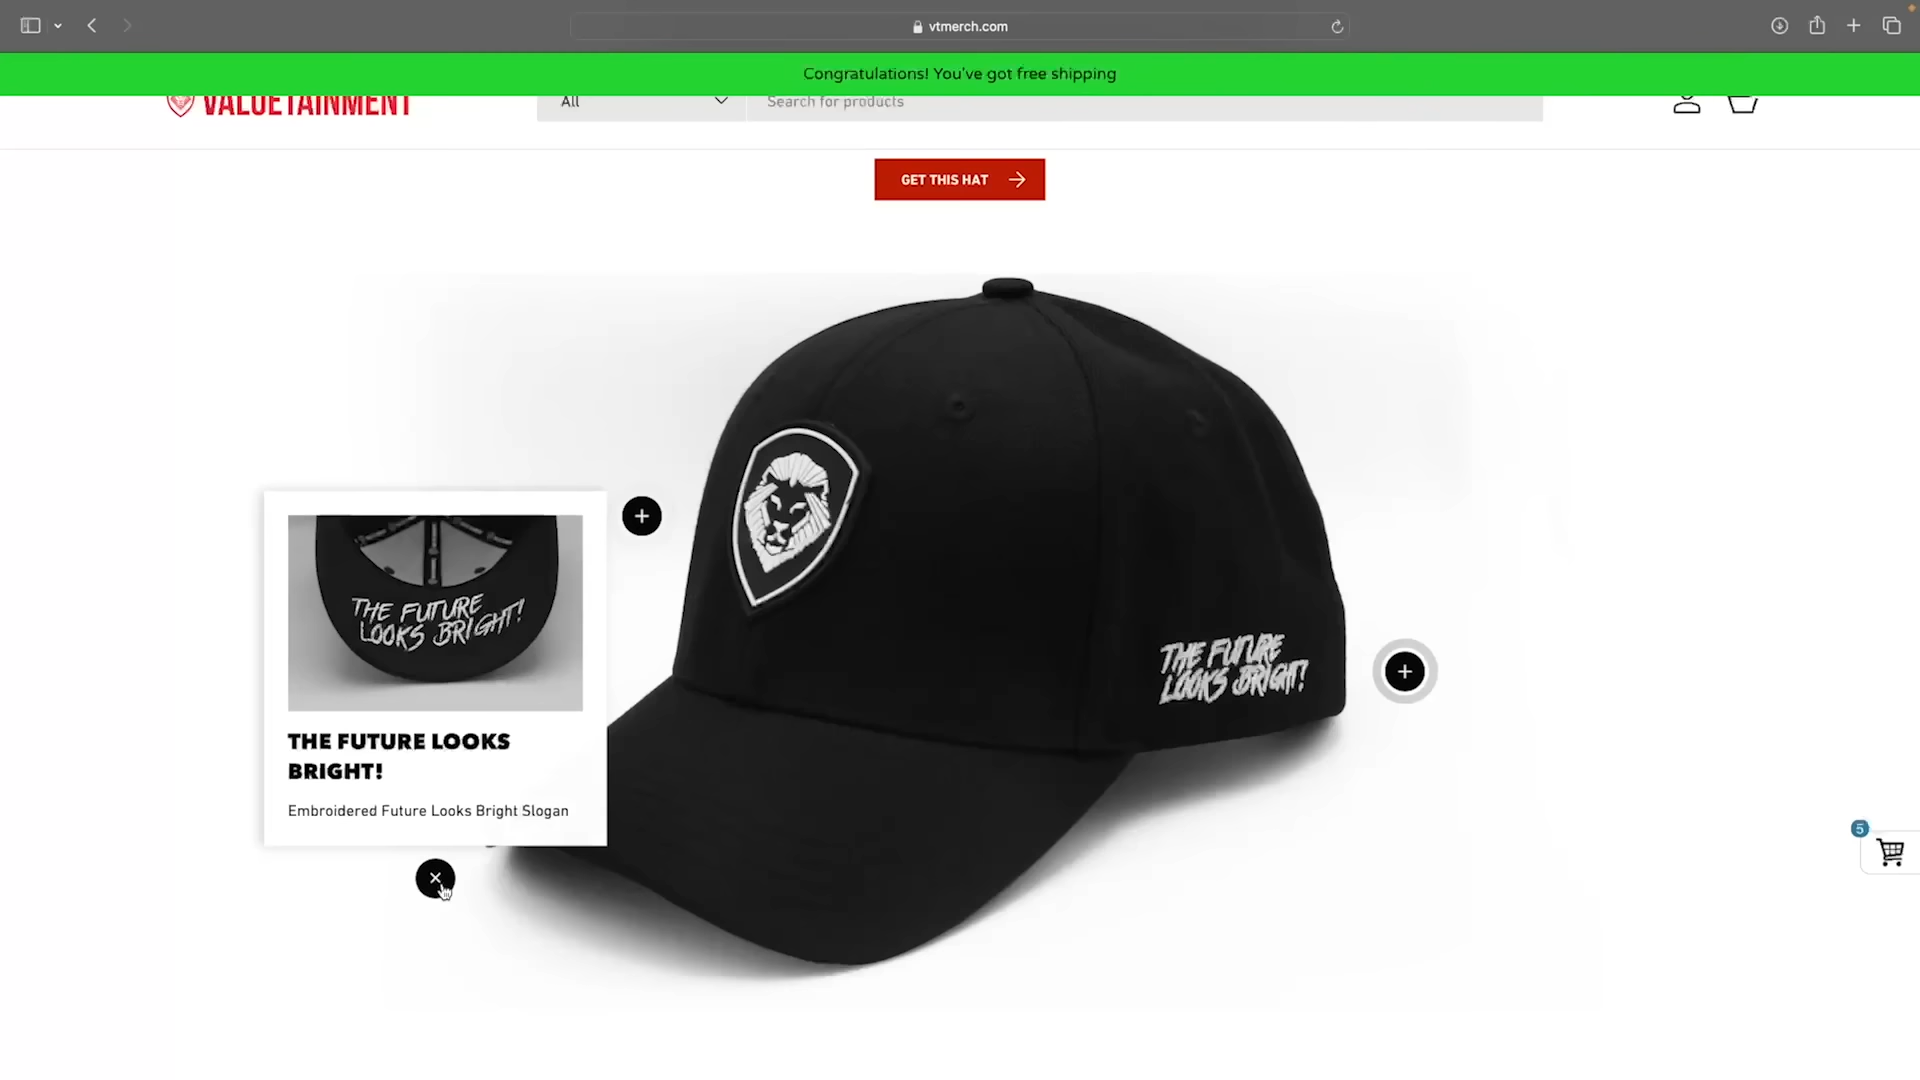 vtmerch.com
Congratulations! You've got free shipping
VALUETAINMENT
All
Search for products
GET THIS HAT
THE FUTURE
LOOKS BRIGHT!
THE FUTURE LOOKS
BRIGHT!
Embroidered Future Looks Bright Slogan
THE FUTURE
LOOKS BRIGHT!
5